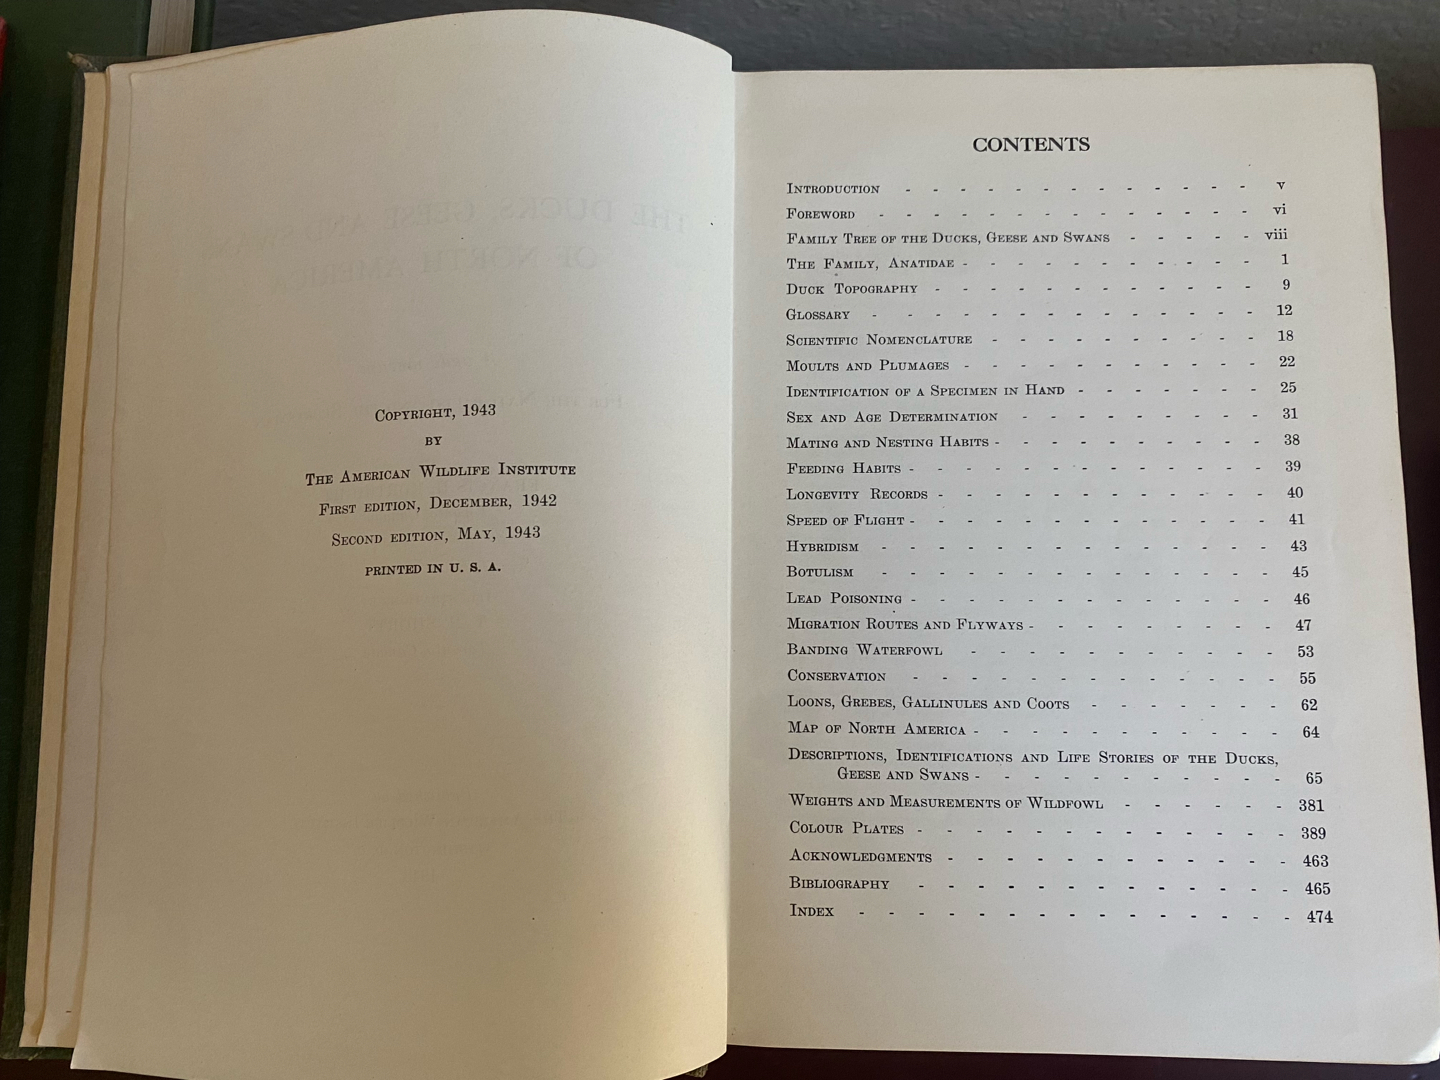 COPYRIGHT, 1943
BY
THE AMERICAN WILDLIFE INSTITUTE
FIRST EDITION, DECEMBER, 1942
SECOND EDITION, MAY, 1943
PRINTED IN U. S. A.
CONTENTS
INTRODUCTION - - - - - - - - - - - - - v
FOREWORD - - - - - - - - - - - - - - vi
FAMILY TREE OF THE DUCKS, GEESE AND SWANS - - - - - viii
THE FAMILY, ANATIDAE - - - - - - - - - - - 1
DUCK TOPOGRAPHY - - - - - - - - - - - - 9
GLOSSARY - - - - - - - - - - - - - - 12
SCIENTIFIC NOMENCLATURE - - - - - - - - - - 18
MOULTS AND PLUMAGES - - - - - - - - - - - 22
IDENTIFICATION OF A SPECIMEN IN HAND - - - - - - - 25
SEX AND AGE DETERMINATION - - - - - - - - - 31
MATING AND NESTING HABITS - - - - - - - - - - 38
FEEDING HABITS - - - - - - - - - - - - - 39
LONGEVITY RECORDS - - - - - - - - - - - - 40
SPEED OF FLIGHT - - - - - - - - - - - - - 41
HYBRIDISM - - - - - - - - - - - - - - 43
BOTULISM - - - - - - - - - - - - - - 45
LEAD POISONING - - - - - - - - - - - - - 46
MIGRATION ROUTES AND FLYWAYS - - - - - - - - - 47
BANDING WATERFOWL - - - - - - - - - - - 53
CONSERVATION - - - - - - - - - - - - - 55
LOONS, GREBES, GALLINULES AND COOTS - - - - - - - 62
MAP OF NORTH AMERICA - - - - - - - - - - - 64
DESCRIPTIONS, IDENTIFICATIONS AND LIFE STORIES OF THE DUCKS,
GEESE AND SWANS - - - - - - - - - - - 65
WEIGHTS AND MEASUREMENTS OF WILDFOWL - - - - - - 381
COLOUR PLATES - - - - - - - - - - - - - 389
ACKNOWLEDGMENTS - - - - - - - - - - - - 463
BIBLIOGRAPHY - - - - - - - - - - - - - 465
INDEX - - - - - - - - - - - - - - - 474